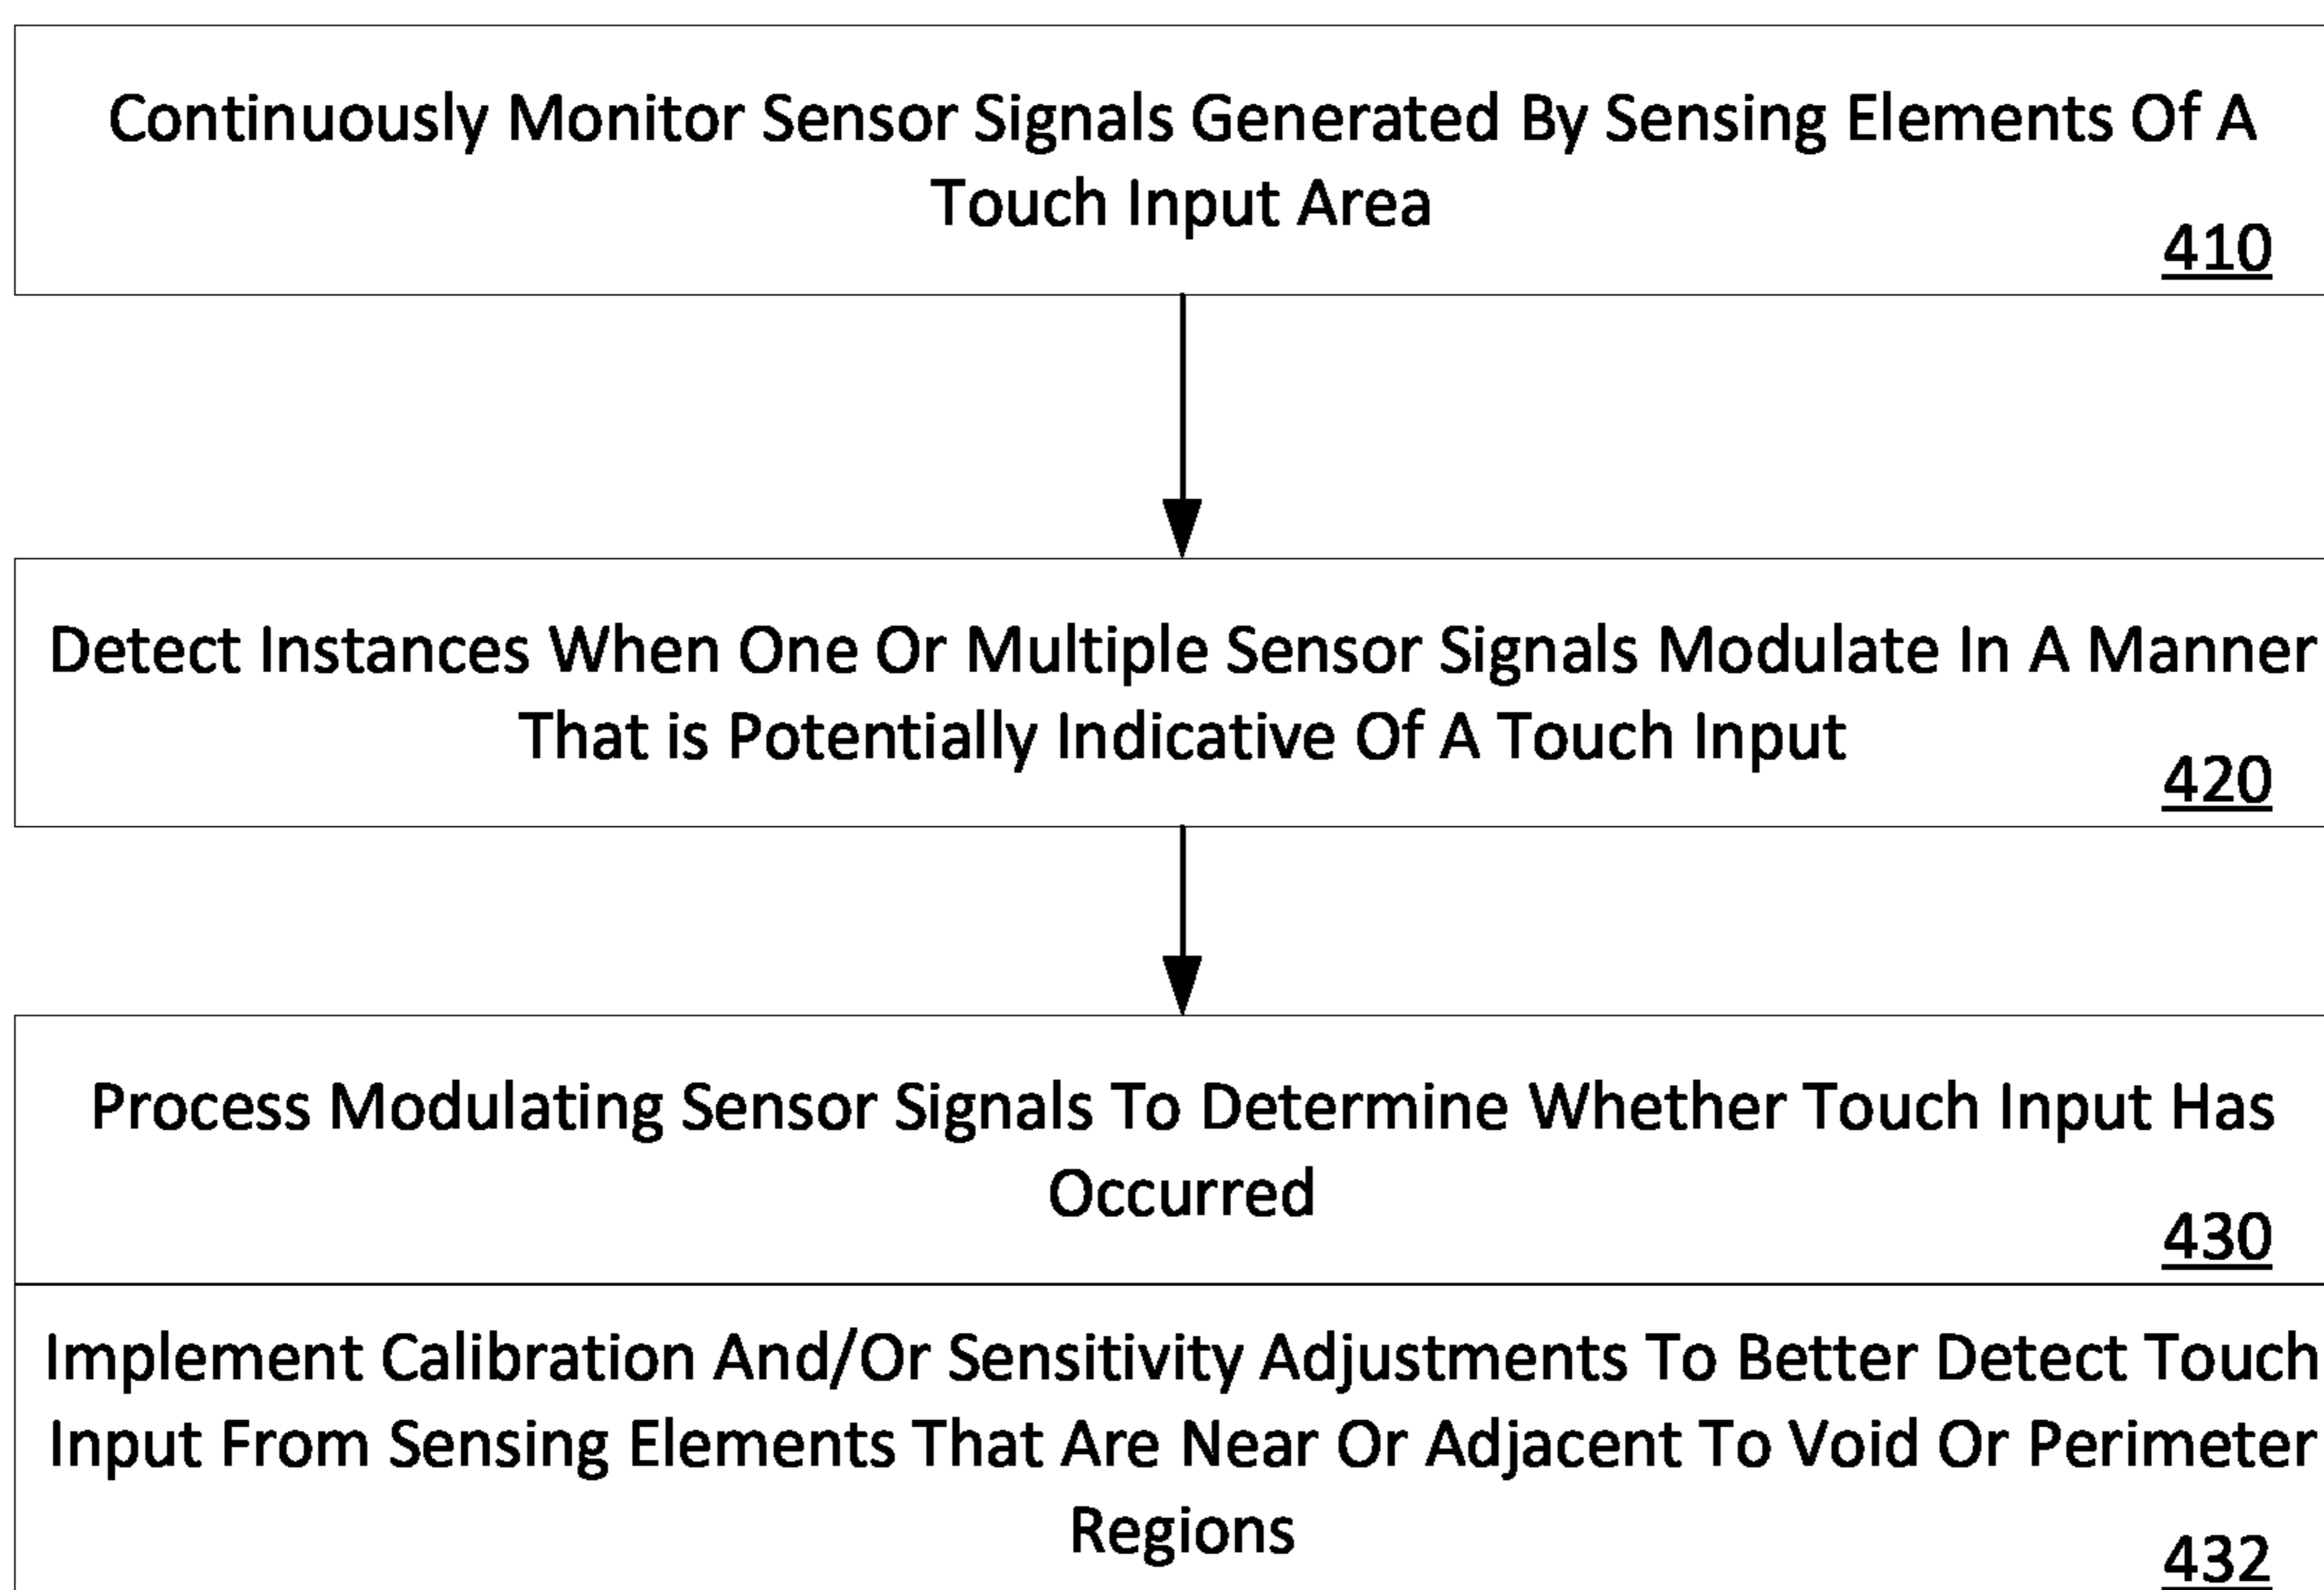 Continuously Monitor Sensor Signals Generated By Sensing Elements Of A
Touch Input Area
410
Detect Instances When One Or Multiple Sensor Signals Modulate In A Manner
That is Potentially Indicative Of A Touch Input
420
Process Modulating Sensor Signals To Determine Whether Touch Input Has
Occurred
430
Implement Calibration And/Or Sensitivity Adjustments To Better Detect Touch
Input From Sensing Elements That Are Near Or Adjacent To Void Or Perimeter
Regions
432